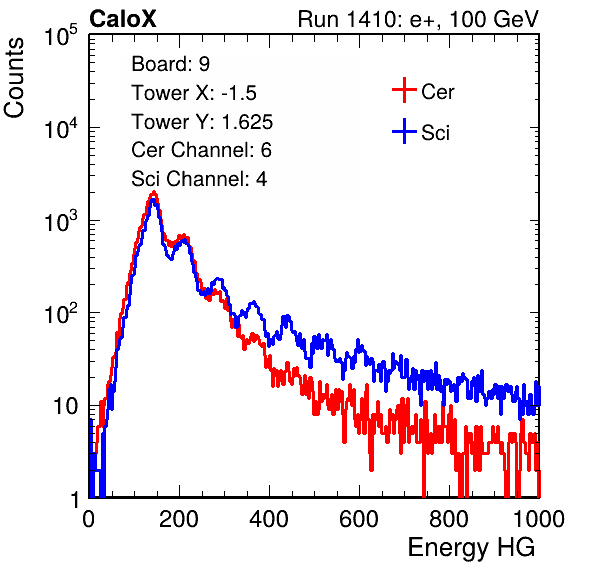 CaloX Run 1410: e+, 100 GeV
Counts
10^5
10^4
10^3
10^2
10
1
Board: 9
Tower X: -1.5
Tower Y: 1.625
Cer Channel: 6
Sci Channel: 4
Cer
Sci
0 200 400 600 800 1000
Energy HG